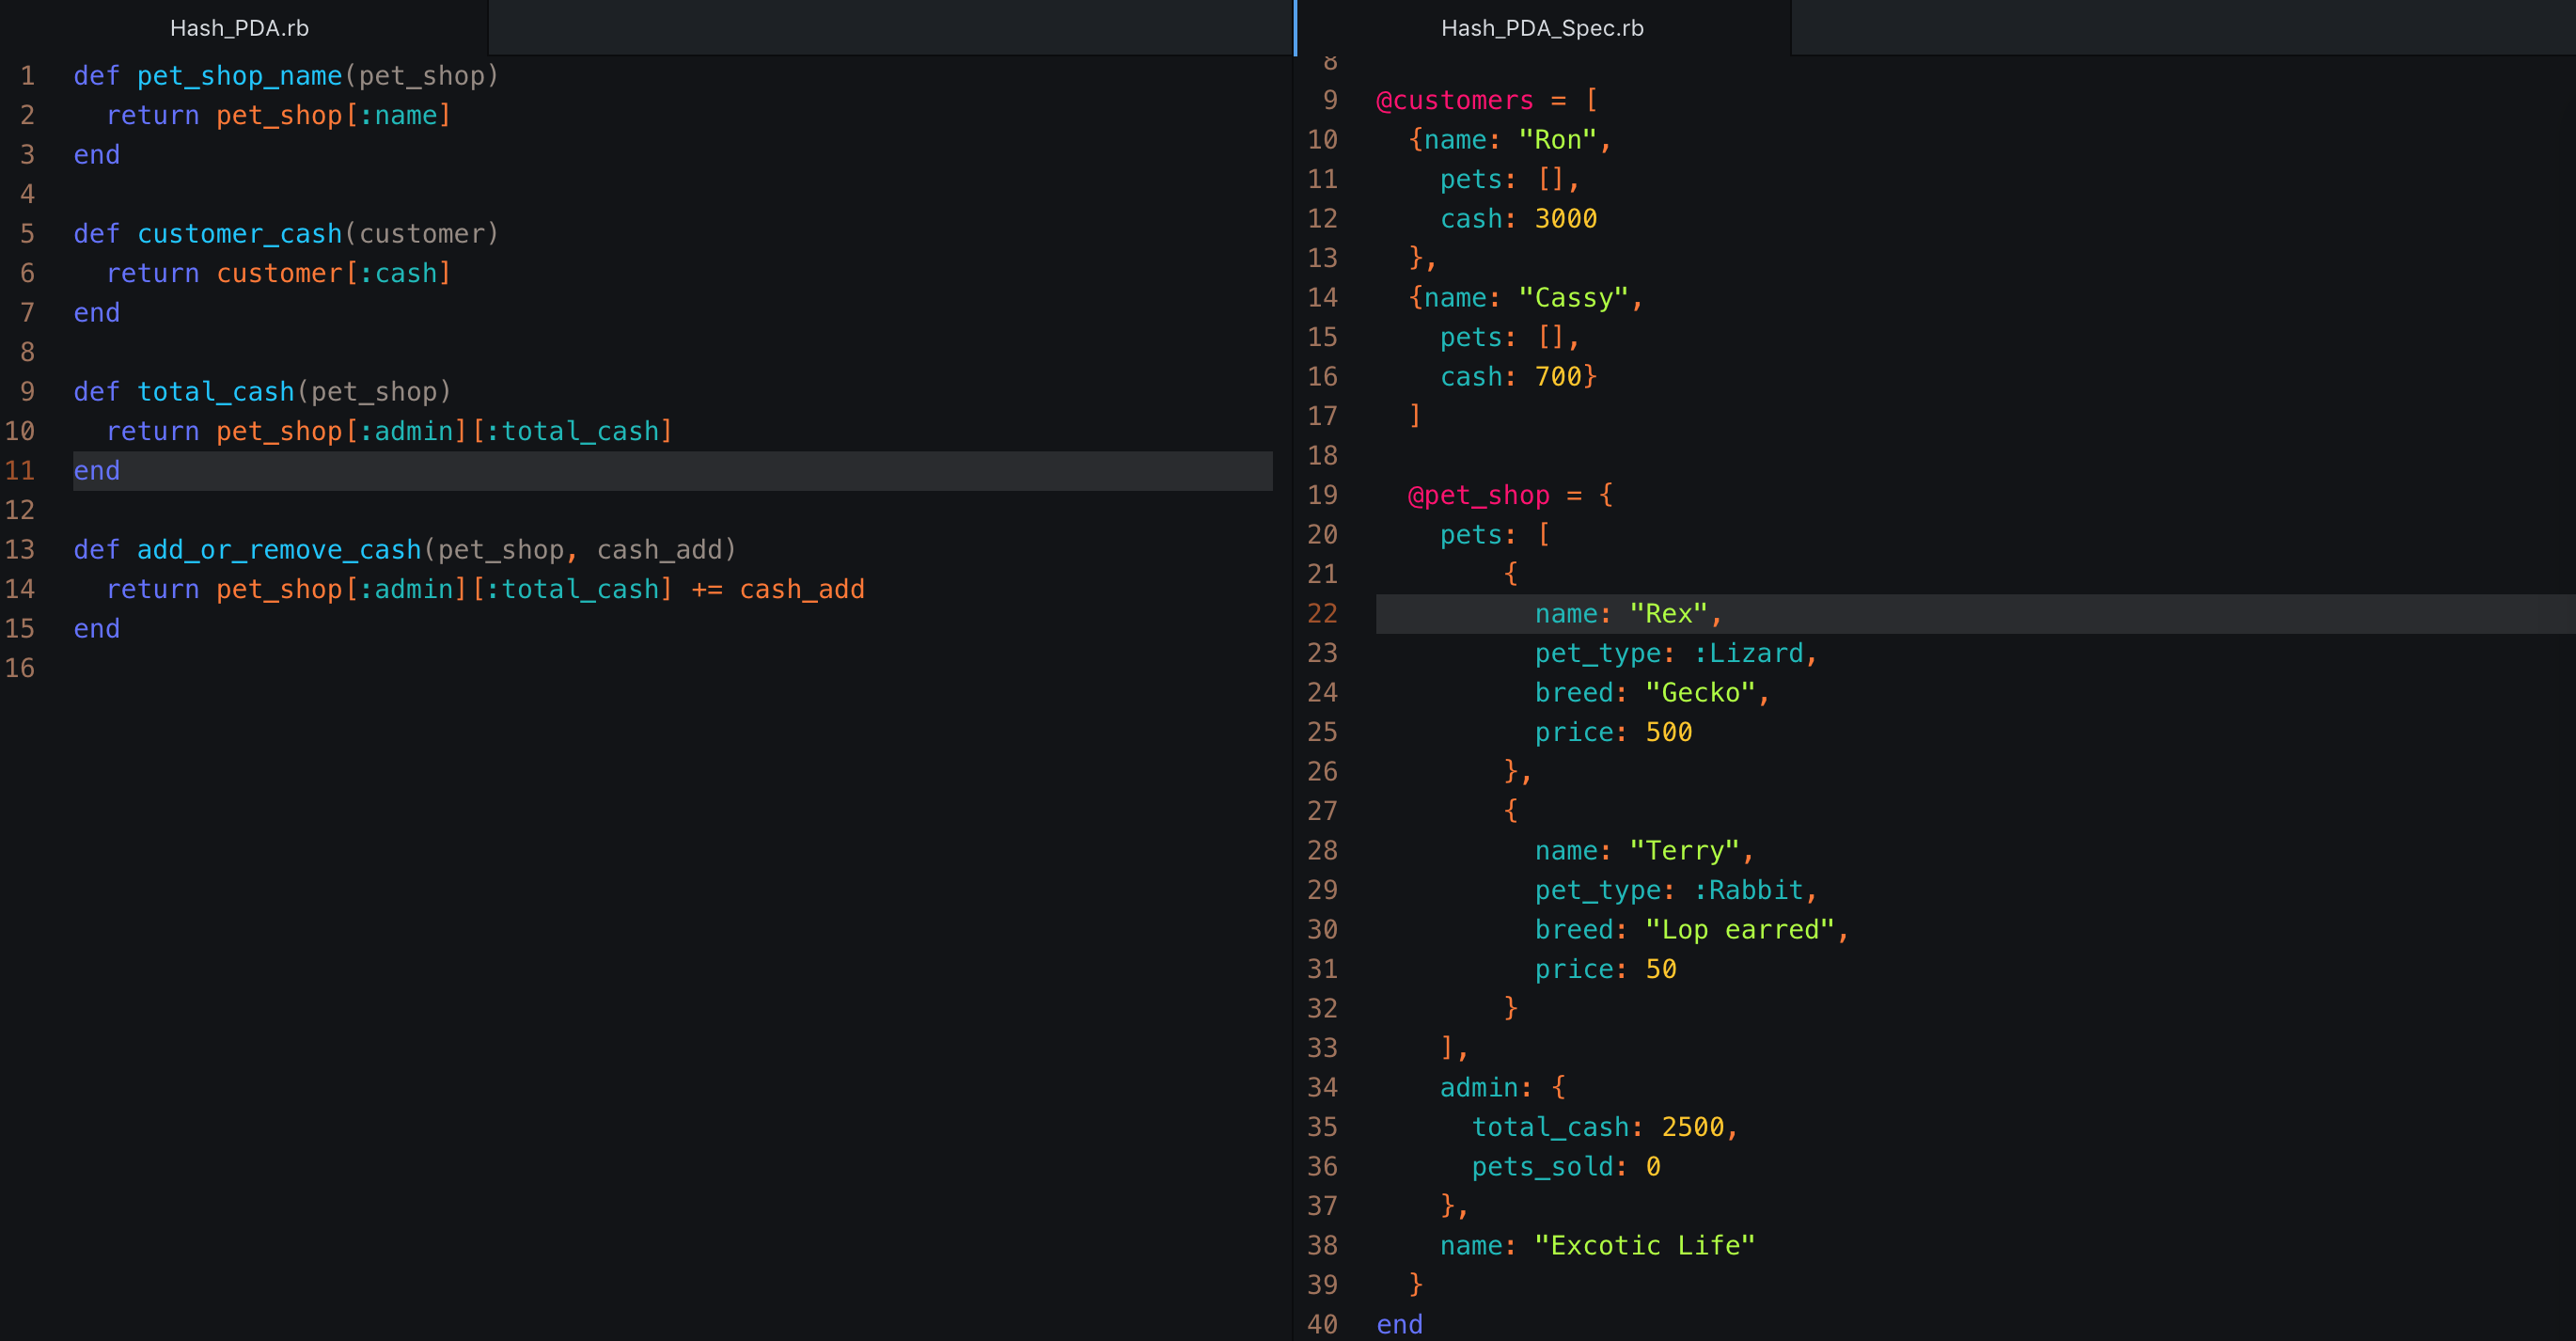 Hash_PDA.rb
1 def pet_shop_name(pet_shop)
2   return pet_shop[:name]
3 end
4
5 def customer_cash(customer)
6   return customer[:cash]
7 end
8
9 def total_cash(pet_shop)
10   return pet_shop[:admin][:total_cash]
11 end
12
13 def add_or_remove_cash(pet_shop, cash_add)
14   return pet_shop[:admin][:total_cash] += cash_add
15 end
16
Hash_PDA_Spec.rb
8
9 @customers = [
10   {name: "Ron",
11     pets: [],
12     cash: 3000
13   },
14   {name: "Cassy",
15     pets: [],
16     cash: 700}
17   ]
18
19   @pet_shop = {
20     pets: [
21         {
22           name: "Rex",
23           pet_type: :Lizard,
24           breed: "Gecko",
25           price: 500
26         },
27         {
28           name: "Terry",
29           pet_type: :Rabbit,
30           breed: "Lop earred",
31           price: 50
32         }
33     ],
34     admin: {
35       total_cash: 2500,
36       pets_sold: 0
37     },
38     name: "Excotic Life"
39   }
40 end